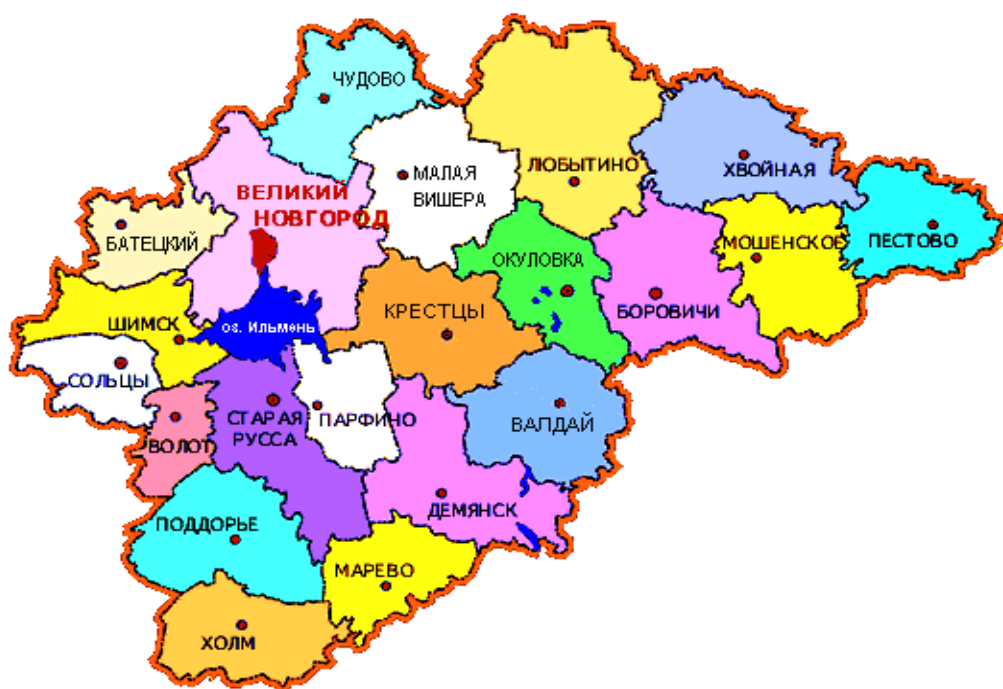 ЧУДОВО
МАЛАЯ
ВИШЕРА
ЛЮБЫТИНО
ХВОЙНАЯ
ВЕЛИКИЙ
НОВГОРОД
БАТЕЦКИЙ
ОКУЛОВКА
МОШЕНСКОЕ
ПЕСТОВО
ШИМСК
оз. Ильмень
КРЕСТЦЫ
БОРОВИЧИ
СОЛЬЦЫ
ВОЛОТ
СТАРАЯ
РУССА
ПАРФИНО
ВАЛДАЙ
ПОДДОРЬЕ
ДЕМЯНСК
МАРЕВО
ХОЛМ